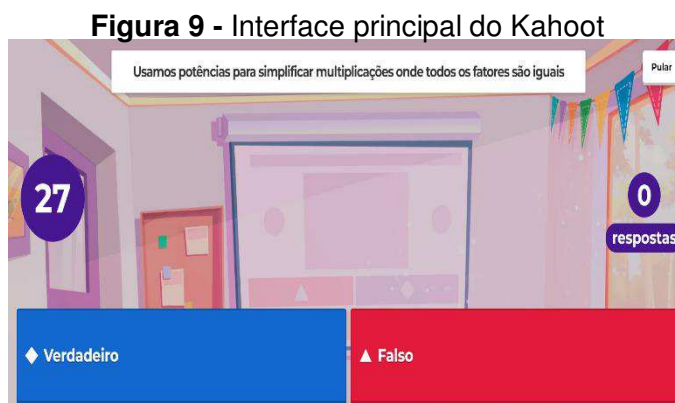 Figura 9 - Interface principal do Kahoot
Usamos potências para simplificar multiplicações onde todos os fatores são iguais
Pular
27
0
respostas
Verdadeiro
Falso